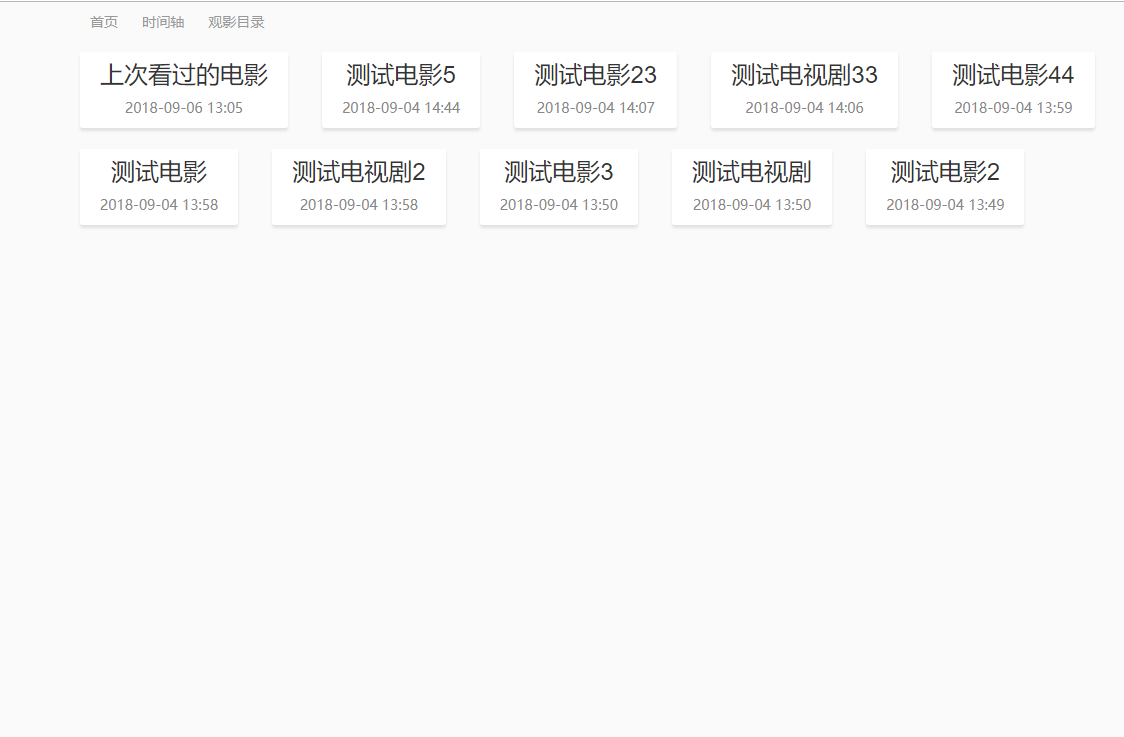 首页 时间轴 观影目录
上次看过的电影 测试电影5 测试电影23 测试电视剧33 测试电影44
2018-09-06 13:05 2018-09-04 14:44 2018-09-04 14:07 2018-09-04 14:06 2018-09-04 13:59
测试电影 测试电视剧2 测试电影3 测试电视剧 测试电影2
2018-09-04 13:58 2018-09-04 13:58 2018-09-04 13:50 2018-09-04 13:50 2018-09-04 13:49